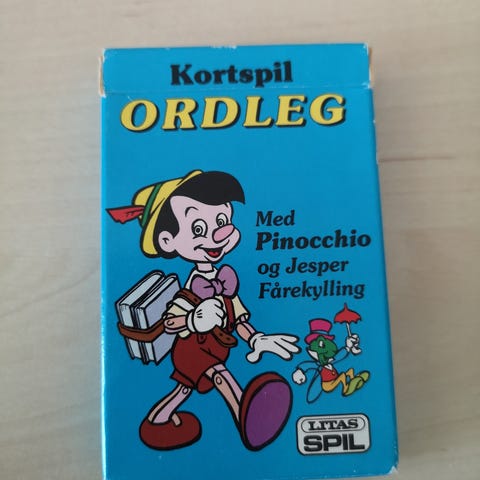 Kortspil
ORDLEG
Med
Pinocchio
og Jesper
Fårekylling
LITAS
SPIL